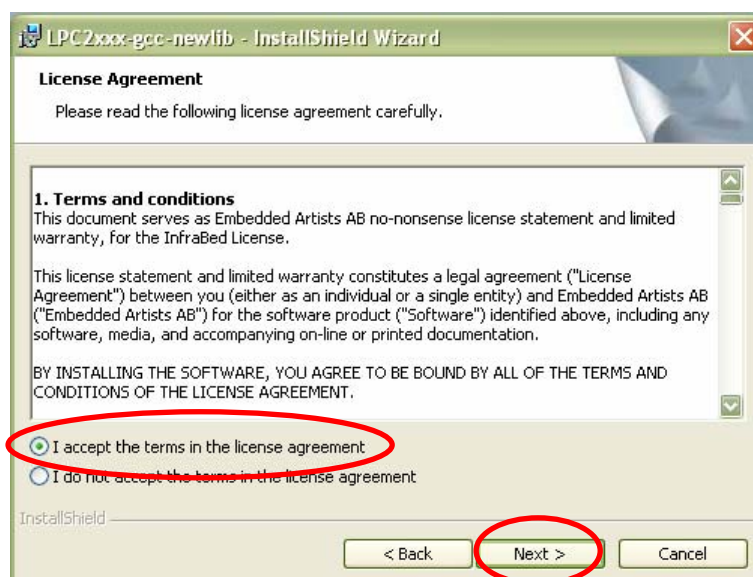 LPC2xxx-gcc-newlib - InstallShield Wizard
License Agreement
Please read the following license agreement carefully.
1. Terms and conditions
This document serves as Embedded Artists AB no-nonsense license statement and limited
warranty, for the InfraBed License.
This license statement and limited warranty constitutes a legal agreement ("License
Agreement") between you (either as an individual or a single entity) and Embedded Artists AB
("Embedded Artists AB") for the software product ("Software") identified above, including any
software, media, and accompanying on-line or printed documentation.
BY INSTALLING THE SOFTWARE, YOU AGREE TO BE BOUND BY ALL OF THE TERMS AND
CONDITIONS OF THE LICENSE AGREEMENT.
I accept the terms in the license agreement
I do not accept the terms in the license agreement
InstallShield
< Back Next > Cancel